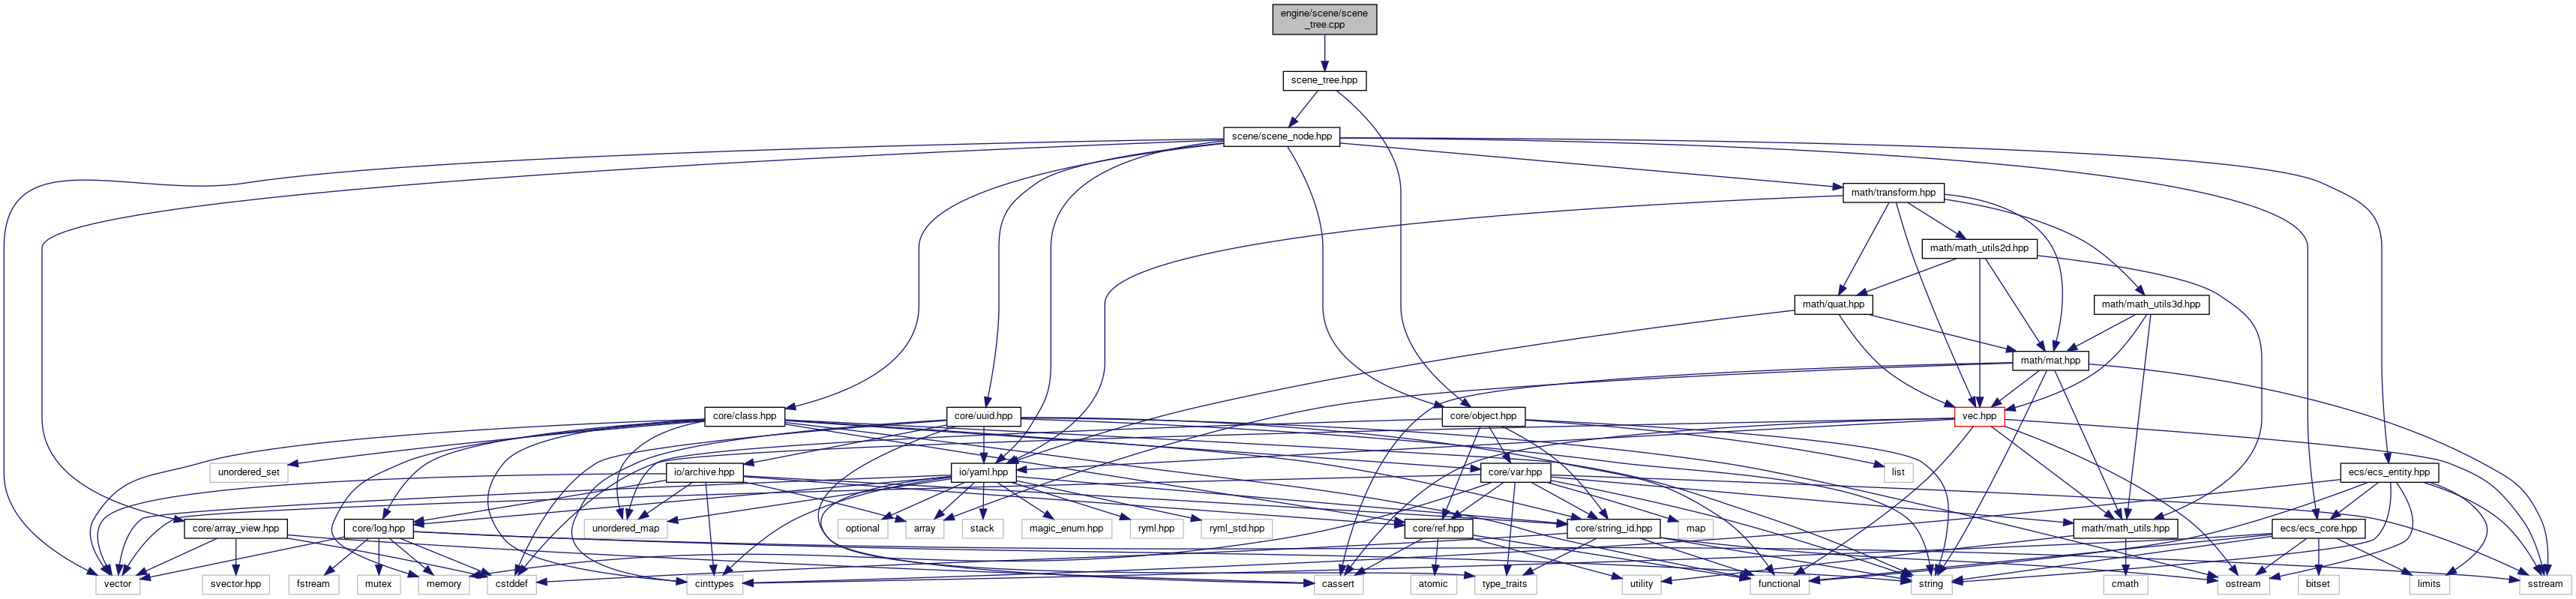 engine/scene/scene
_tree.cpp
scene_tree.hpp
scene/scene_node.hpp
math/transform.hpp
math/math_utils2d.hpp
math/quat.hpp
math/math_utils3d.hpp
math/mat.hpp
core/class.hpp
core/uuid.hpp
core/object.hpp
vec.hpp
unordered_set
io/archive.hpp
io/yaml.hpp
core/var.hpp
list
ecs/ecs_entity.hpp
core/array_view.hpp
core/log.hpp
unordered_map
optional
array
stack
magic_enum.hpp
ryml.hpp
ryml_std.hpp
core/ref.hpp
core/string_id.hpp
map
math/math_utils.hpp
ecs/ecs_core.hpp
vector
svector.hpp
fstream
mutex
memory
cstddef
cinttypes
cassert
atomic
type_traits
utility
functional
string
cmath
ostream
bitset
limits
sstream